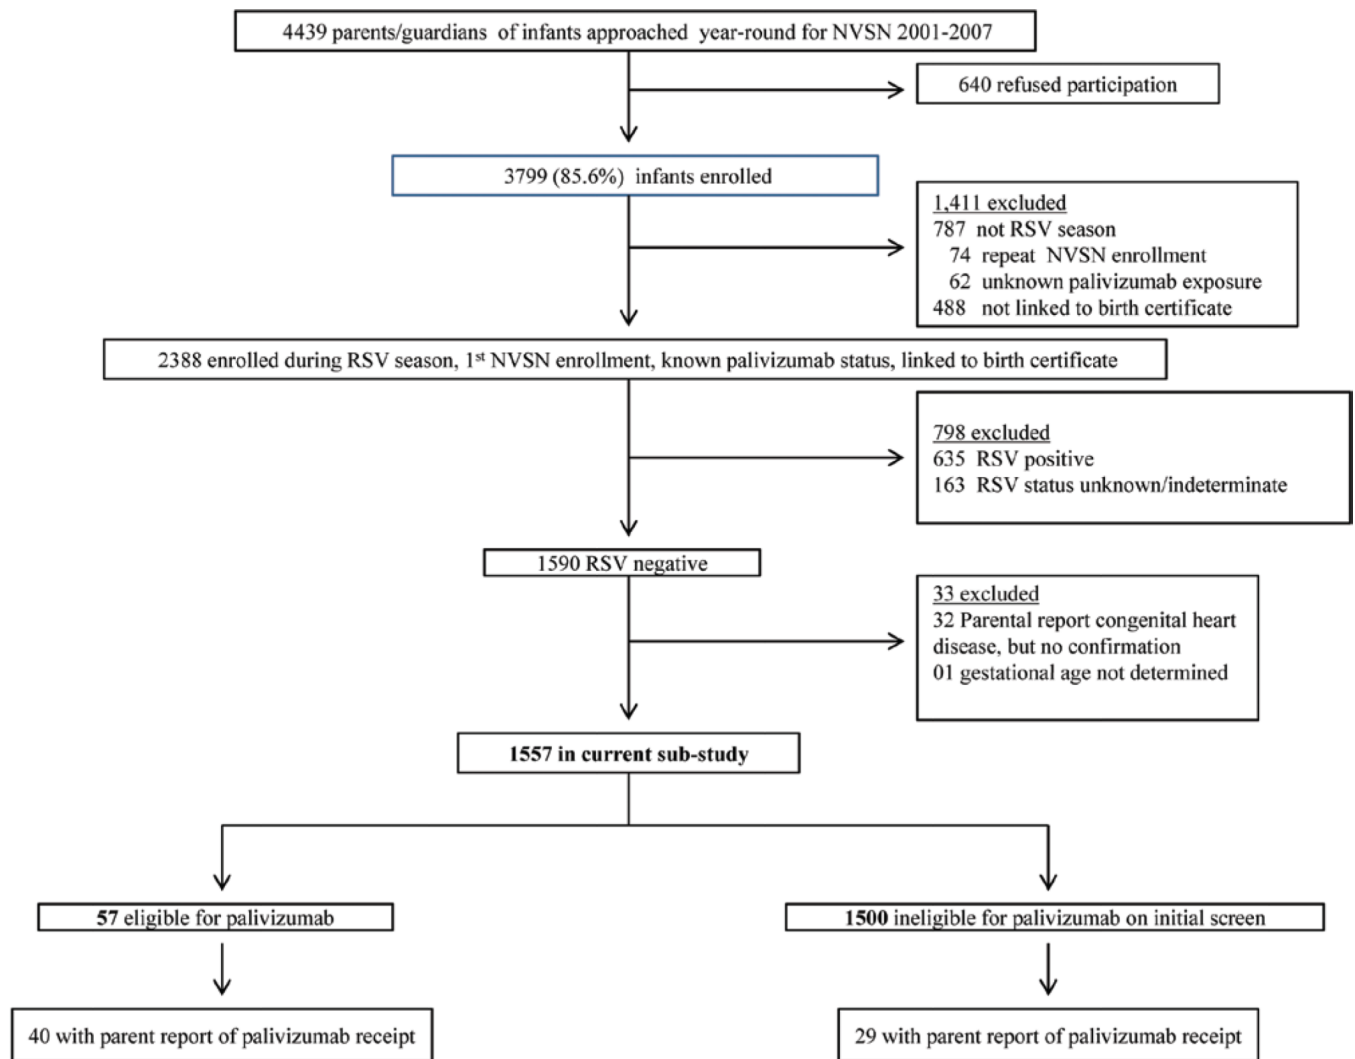 4439 parents/guardians of infants approached year-round for NVSN 2001-2007
640 refused participation
3799 (85.6%) infants enrolled
1,411 excluded
787 not RSV season
74 repeat NVSN enrollment
62 unknown palivizumab exposure
488 not linked to birth certificate
2388 enrolled during RSV season, 1st NVSN enrollment, known palivizumab status, linked to birth certificate
798 excluded
635 RSV positive
163 RSV status unknown/indeterminate
1590 RSV negative
33 excluded
32 Parental report congenital heart
disease, but no confirmation
01 gestational age not determined
1557 in current sub-study
57 eligible for palivizumab
1500 ineligible for palivizumab on initial screen
40 with parent report of palivizumab receipt
29 with parent report of palivizumab receipt